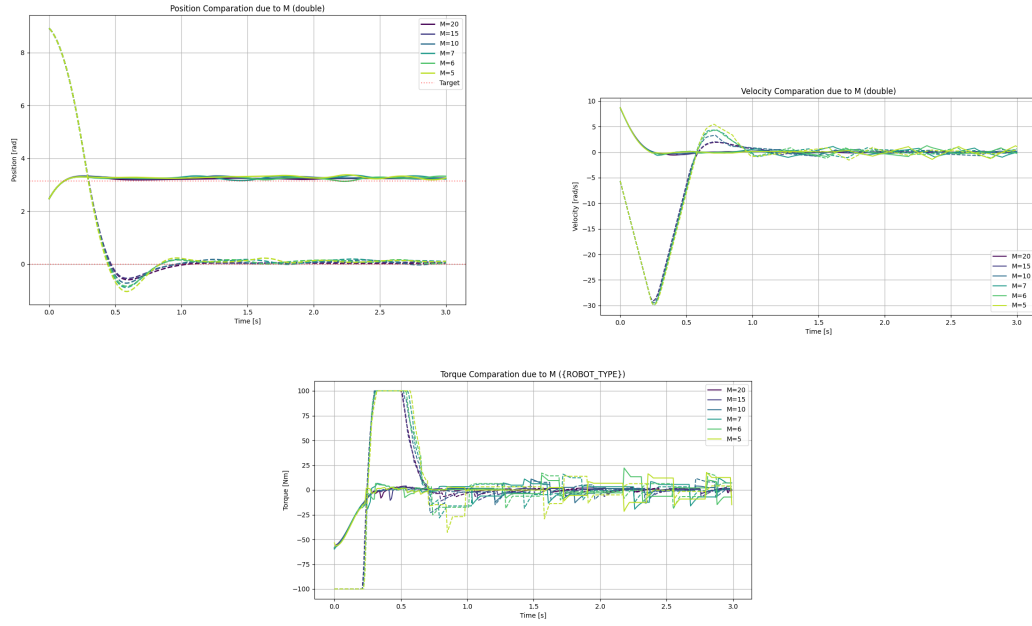 Position Comparation due to M (double)
8
6
4
2
0
Position [rad]
0.0 0.5 1.0 1.5 2.0 2.5 3.0
Time [s]
M=20
M=15
M=10
M=7
M=6
M=5
Target
Velocity Comparation due to M (double)
10
5
0
−5
−10
−15
−20
−25
−30
Velocity [rad/s]
0.0 0.5 1.0 1.5 2.0 2.5 3.0
Time [s]
M=20
M=15
M=10
M=7
M=6
M=5
Torque Comparation due to M ({ROBOT_TYPE})
100
75
50
25
0
−25
−50
−75
−100
Torque [Nm]
0.0 0.5 1.0 1.5 2.0 2.5 3.0
Time [s]
M=20
M=15
M=10
M=7
M=6
M=5